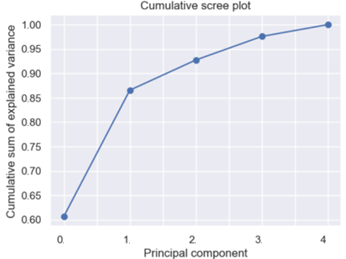 Cumulative scree plot
Cumulative sum of explained variance
1.00
0.95
0.90
0.85
0.80
0.75
0.70
0.65
0.60
0. 1. 2. 3. 4
Principal component